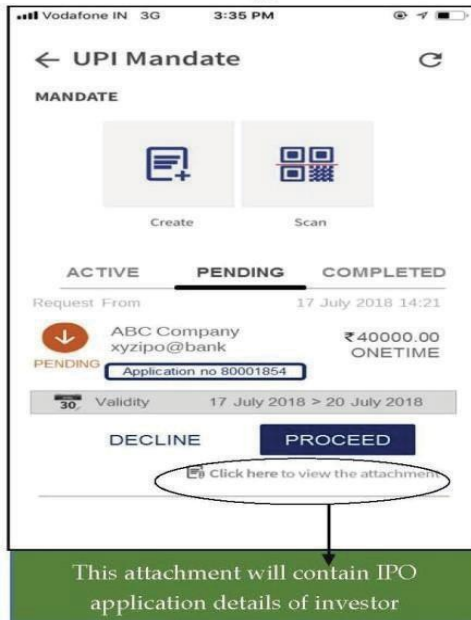 Vodafone IN 3G 3:35 PM
← UPI Mandate
MANDATE
Create Scan
ACTIVE PENDING COMPLETED
Request From 17 July 2018 14:21
ABC Company ₹40000.00
xyzipo@bank ONETIME
PENDING
Application no 80001854
30 Validity 17 July 2018 > 20 July 2018
DECLINE PROCEED
Click here to view the attachment
This attachment will contain IPO
application details of investor